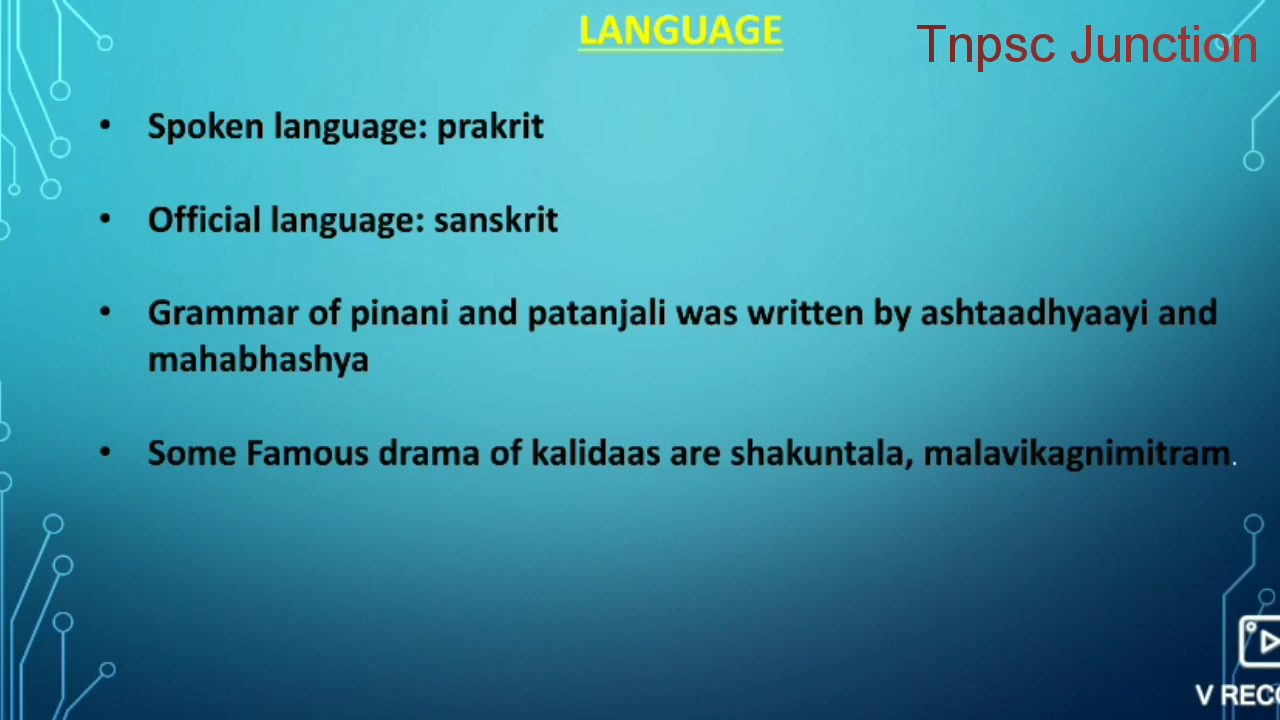 LANGUAGE
Tnpsc Junction
• Spoken language: prakrit
• Official language: sanskrit
• Grammar of pinani and patanjali was written by ashtaadhyaayi and
mahabhashya
• Some Famous drama of kalidaas are shakuntala, malavikagnimitram.
V RECO